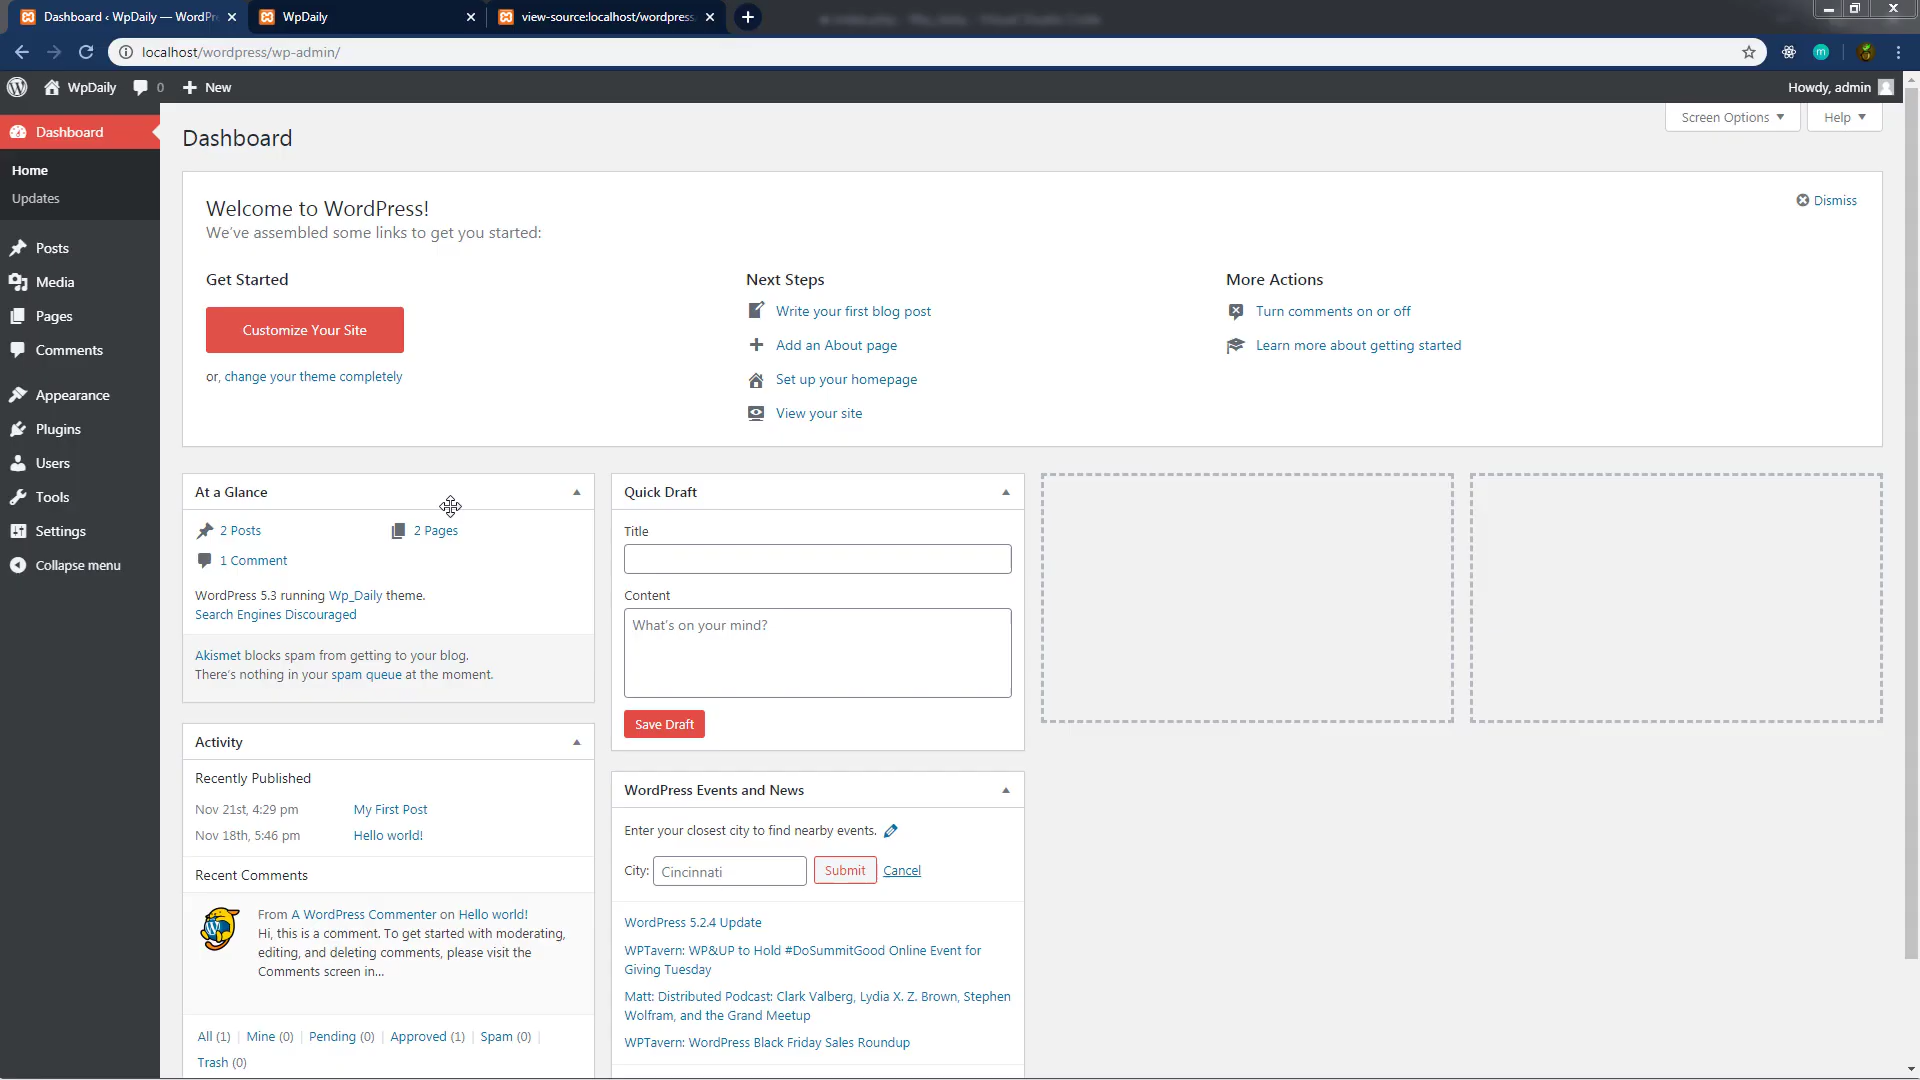 Dashboard ‹ WpDaily — WordPr
WpDaily
view-source:localhost/wordpress
localhost/wordpress/wp-admin/
WpDaily
0
New
Howdy, admin
Dashboard
Home
Updates
Posts
Media
Pages
Comments
Appearance
Plugins
Users
Tools
Settings
Collapse menu
Screen Options
Help
Dashboard
Welcome to WordPress!
We've assembled some links to get you started:
Dismiss
Get Started
Customize Your Site
or, change your theme completely
Next Steps
Write your first blog post
Add an About page
Set up your homepage
View your site
More Actions
Turn comments on or off
Learn more about getting started
At a Glance
2 Posts
2 Pages
1 Comment
WordPress 5.3 running Wp_Daily theme.
Search Engines Discouraged
Akismet blocks spam from getting to your blog.
There's nothing in your spam queue at the moment.
Activity
Recently Published
Nov 21st, 4:29 pm My First Post
Nov 18th, 5:46 pm Hello world!
Recent Comments
From A WordPress Commenter on Hello world!
Hi, this is a comment. To get started with moderating,
editing, and deleting comments, please visit the
Comments screen in...
All (1) | Mine (0) | Pending (0) | Approved (1) | Spam (0) |
Trash (0)
Quick Draft
Title
Content
What's on your mind?
Save Draft
WordPress Events and News
Enter your closest city to find nearby events.
City: Cincinnati Submit Cancel
WordPress 5.2.4 Update
WPTavern: WP&UP to Hold #DoSummitGood Online Event for
Giving Tuesday
Matt: Distributed Podcast: Clark Valberg, Lydia X. Z. Brown, Stephen
Wolfram, and the Grand Meetup
WPTavern: WordPress Black Friday Sales Roundup